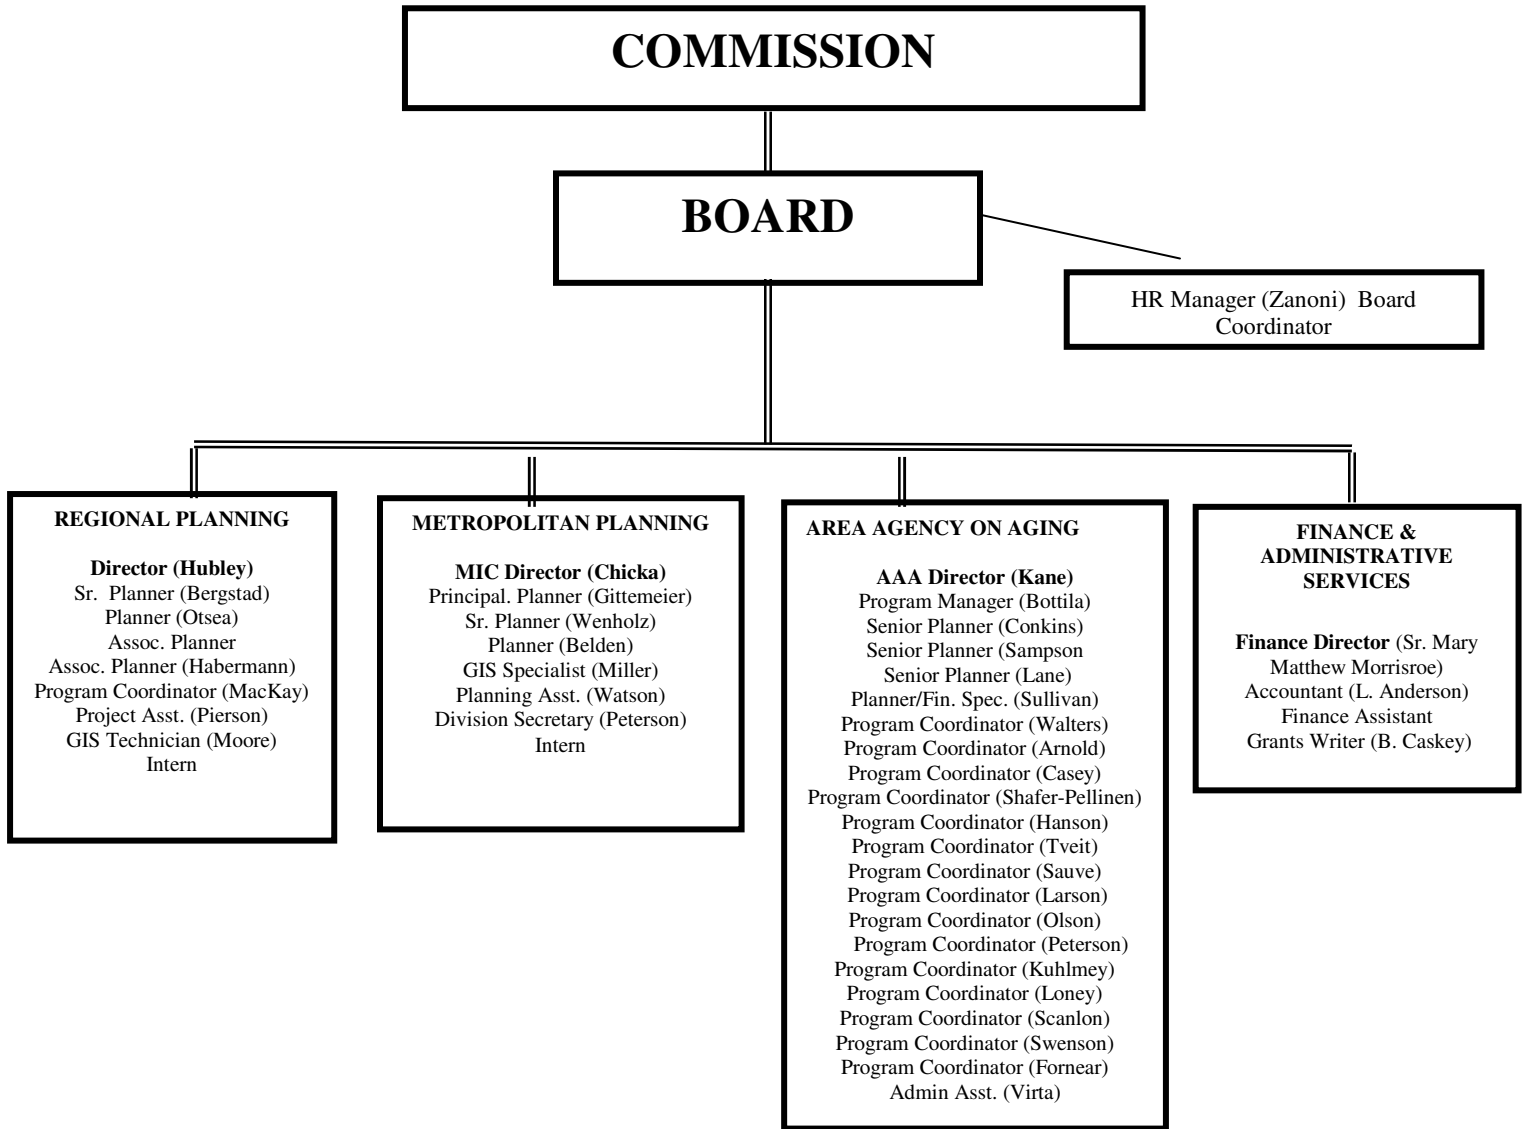 COMMISSION
BOARD
HR Manager (Zanoni)  Board
Coordinator
REGIONAL PLANNING
Director (Hubley)
Sr.  Planner (Bergstad)
Planner (Otsea)
Assoc. Planner
Assoc. Planner (Habermann)
Program Coordinator (MacKay)
Project Asst. (Pierson)
GIS Technician (Moore)
Intern
METROPOLITAN PLANNING
MIC Director (Chicka)
Principal. Planner (Gittemeier)
Sr. Planner (Wenholz)
Planner (Belden)
GIS Specialist (Miller)
Planning Asst. (Watson)
Division Secretary (Peterson)
Intern
AREA AGENCY ON AGING
AAA Director (Kane)
Program Manager (Bottila)
Senior Planner (Conkins)
Senior Planner (Sampson
Senior Planner (Lane)
Planner/Fin. Spec. (Sullivan)
Program Coordinator (Walters)
Program Coordinator (Arnold)
Program Coordinator (Casey)
Program Coordinator (Shafer-Pellinen)
Program Coordinator (Hanson)
Program Coordinator (Tveit)
Program Coordinator (Sauve)
Program Coordinator (Larson)
Program Coordinator (Olson)
Program Coordinator (Peterson)
Program Coordinator (Kuhlmey)
Program Coordinator (Loney)
Program Coordinator (Scanlon)
Program Coordinator (Swenson)
Program Coordinator (Fornear)
Admin Asst. (Virta)
FINANCE &
ADMINISTRATIVE
SERVICES
Finance Director (Sr. Mary
Matthew Morrisroe)
Accountant (L. Anderson)
Finance Assistant
Grants Writer (B. Caskey)